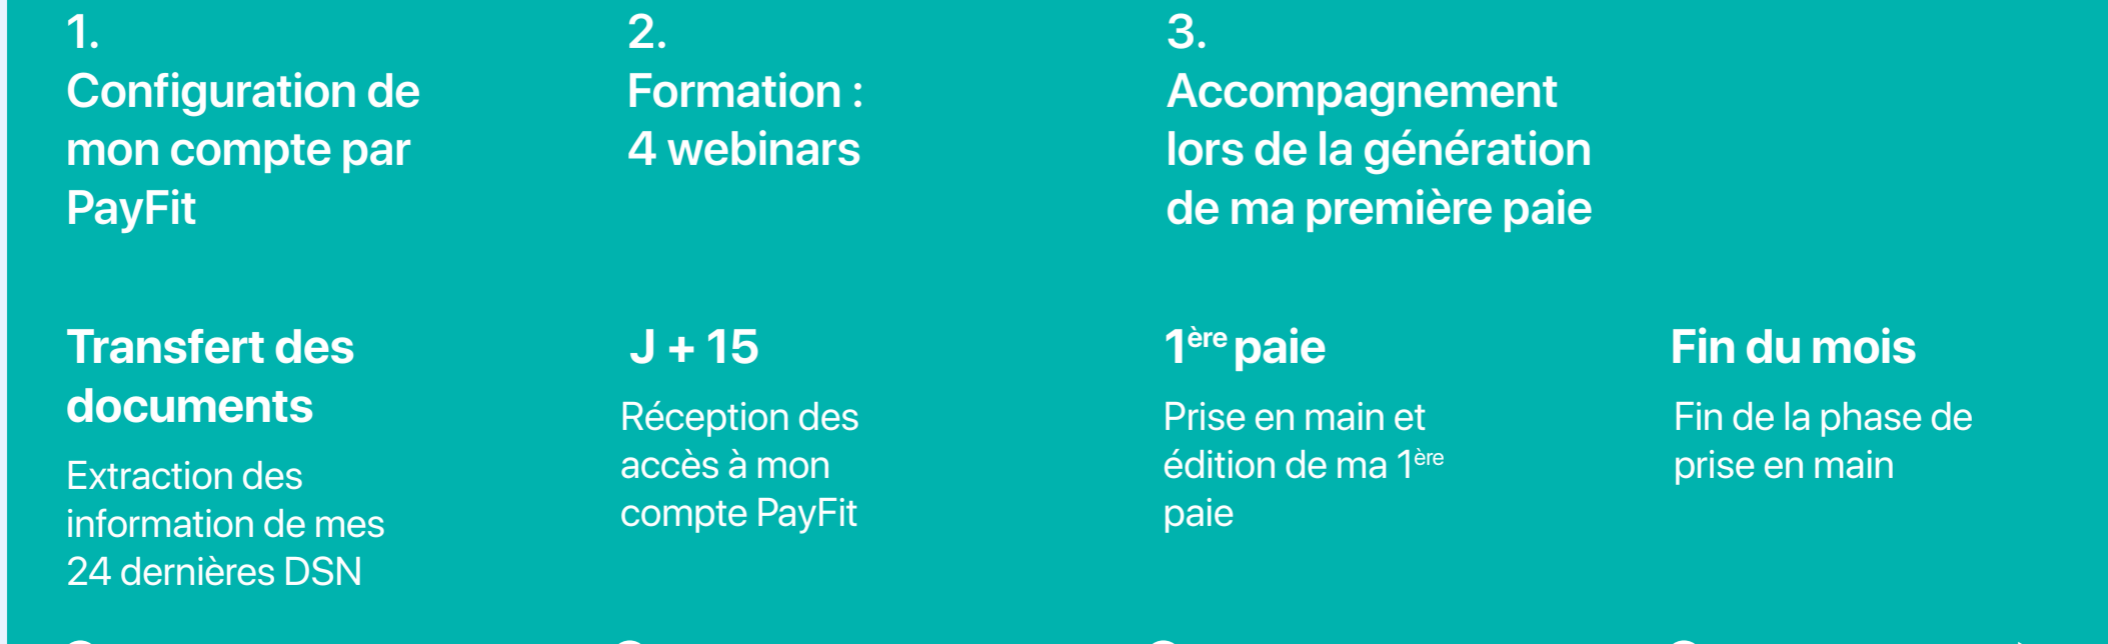 1.
Configuration de
mon compte par
PayFit
2.
Formation :
4 webinars
3.
Accompagnement
lors de la génération
de ma première paie
Transfert des
documents
Extraction des
information de mes
24 dernières DSN
J + 15
Réception des
accès à mon
compte PayFit
1ère paie
Prise en main et
édition de ma 1ère
paie
Fin du mois
Fin de la phase de
prise en main